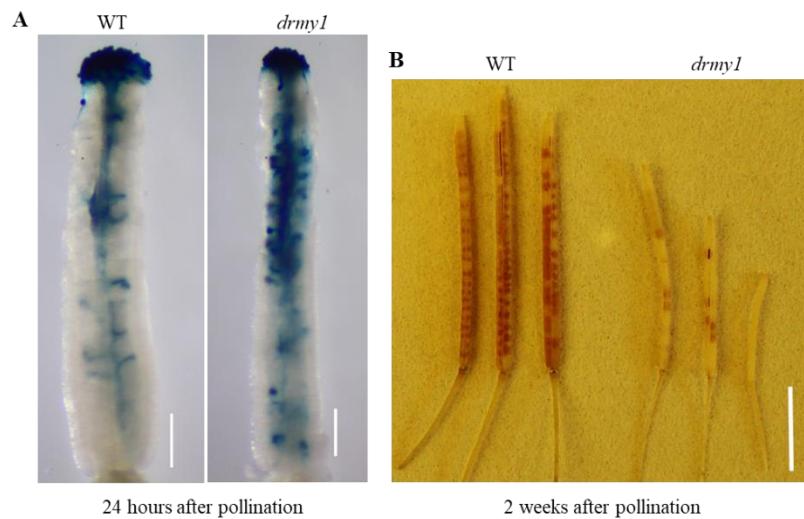 A
WT
drmy1
24 hours after pollination
B
WT
drmy1
2 weeks after pollination